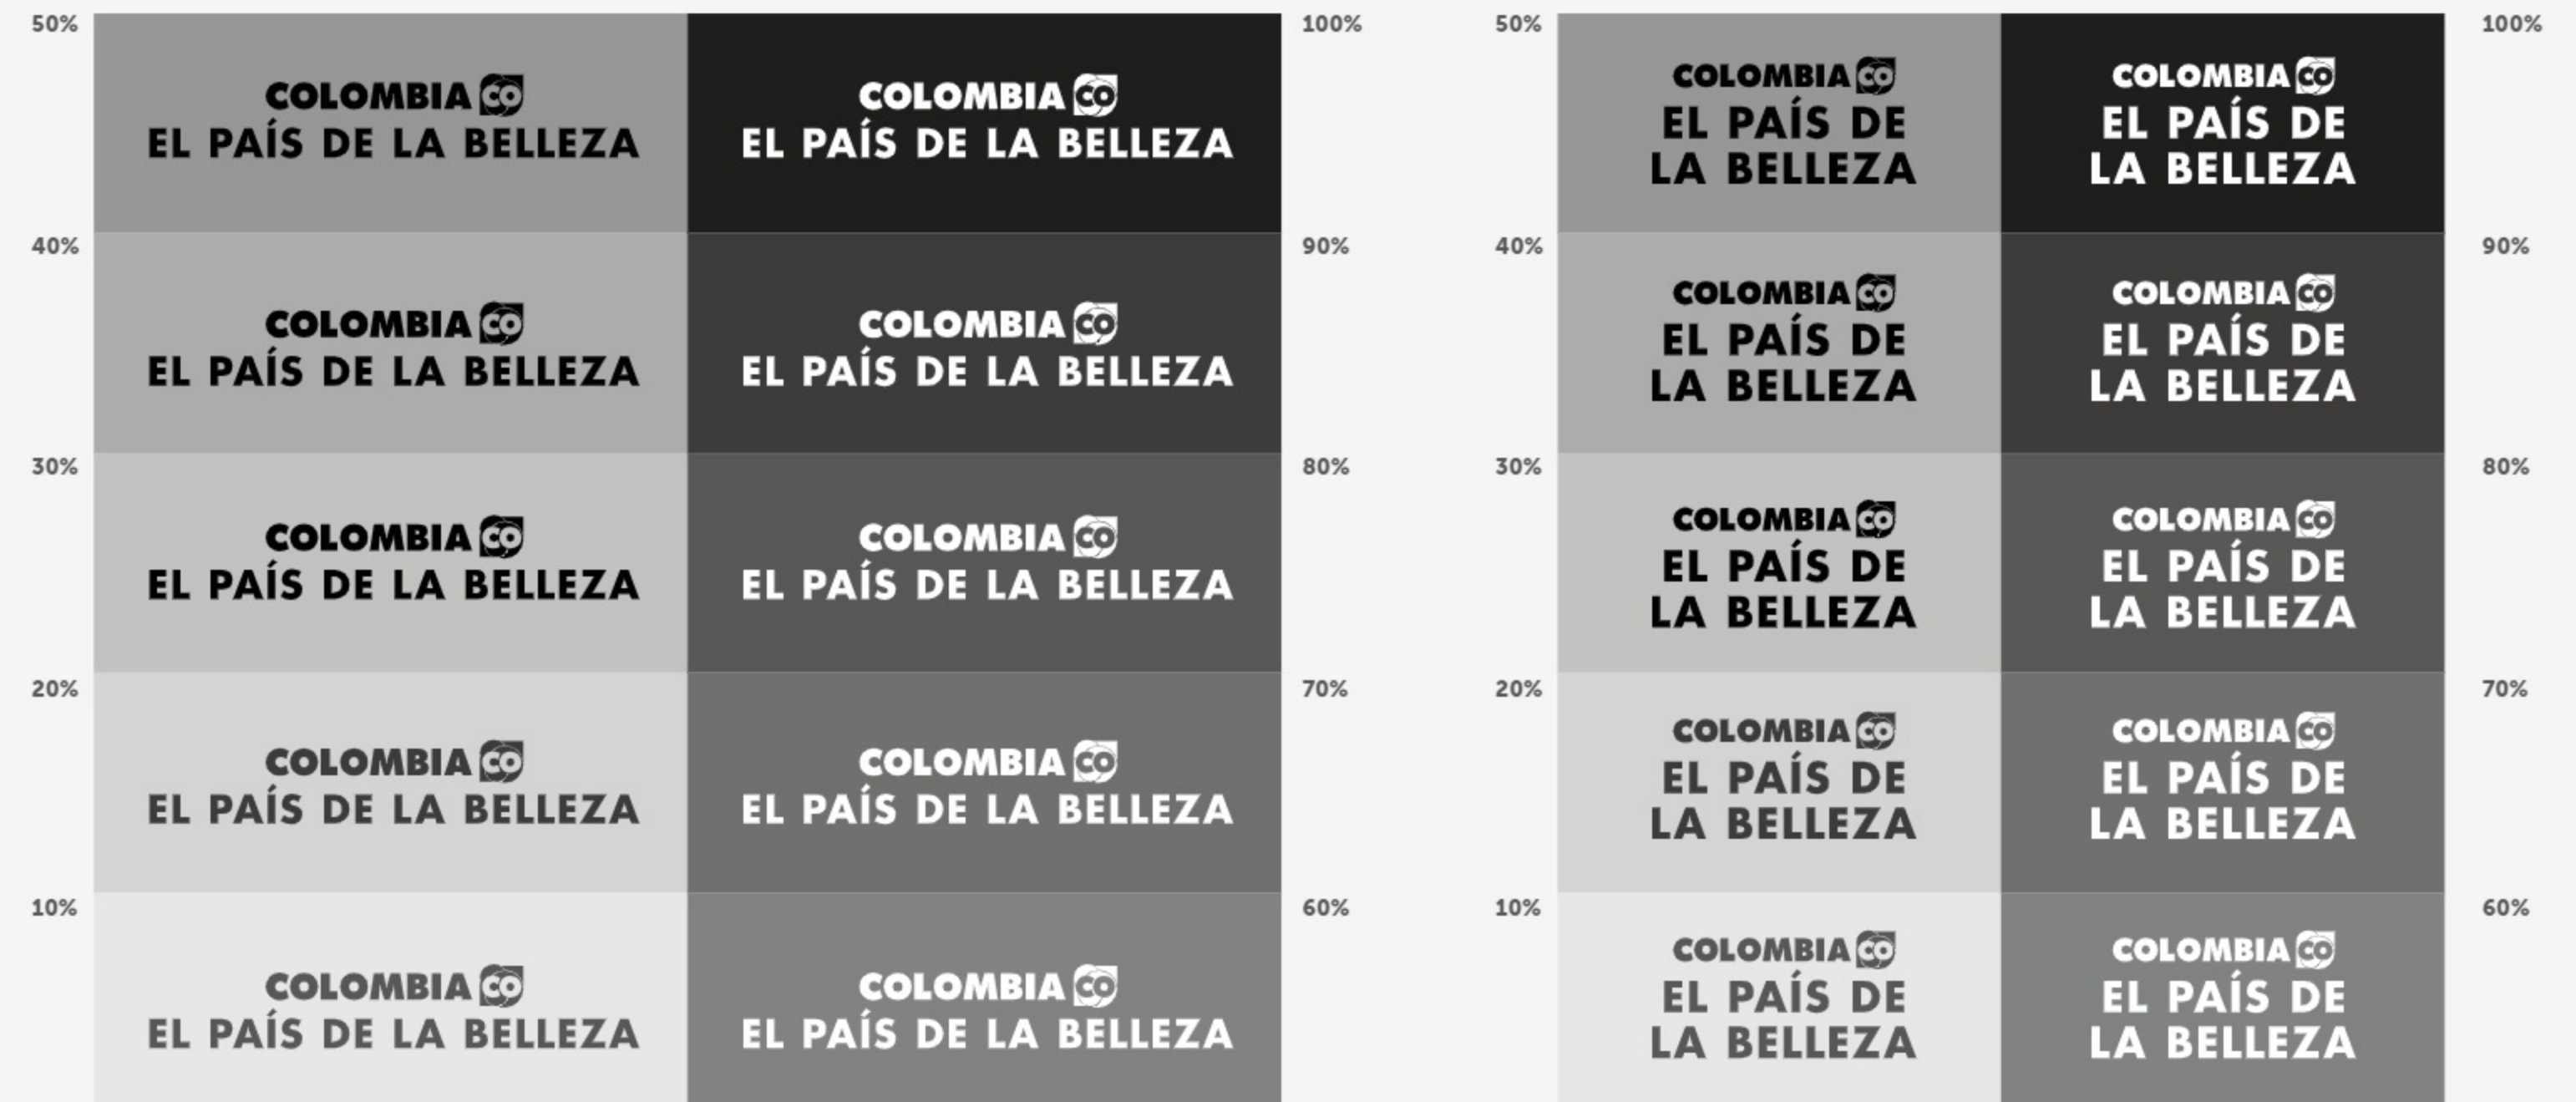 50%
COLOMBIA CO
EL PAÍS DE LA BELLEZA
COLOMBIA CO
EL PAÍS DE LA BELLEZA
100%
50%
COLOMBIA CO
EL PAÍS DE
LA BELLEZA
COLOMBIA CO
EL PAÍS DE
LA BELLEZA
100%
40%
COLOMBIA CO
EL PAÍS DE LA BELLEZA
COLOMBIA CO
EL PAÍS DE LA BELLEZA
90%
40%
COLOMBIA CO
EL PAÍS DE
LA BELLEZA
COLOMBIA CO
EL PAÍS DE
LA BELLEZA
90%
30%
COLOMBIA CO
EL PAÍS DE LA BELLEZA
COLOMBIA CO
EL PAÍS DE LA BELLEZA
80%
30%
COLOMBIA CO
EL PAÍS DE
LA BELLEZA
COLOMBIA CO
EL PAÍS DE
LA BELLEZA
80%
20%
COLOMBIA CO
EL PAÍS DE LA BELLEZA
COLOMBIA CO
EL PAÍS DE LA BELLEZA
70%
20%
COLOMBIA CO
EL PAÍS DE
LA BELLEZA
COLOMBIA CO
EL PAÍS DE
LA BELLEZA
70%
10%
COLOMBIA CO
EL PAÍS DE LA BELLEZA
COLOMBIA CO
EL PAÍS DE LA BELLEZA
60%
10%
COLOMBIA CO
EL PAÍS DE
LA BELLEZA
COLOMBIA CO
EL PAÍS DE
LA BELLEZA
60%